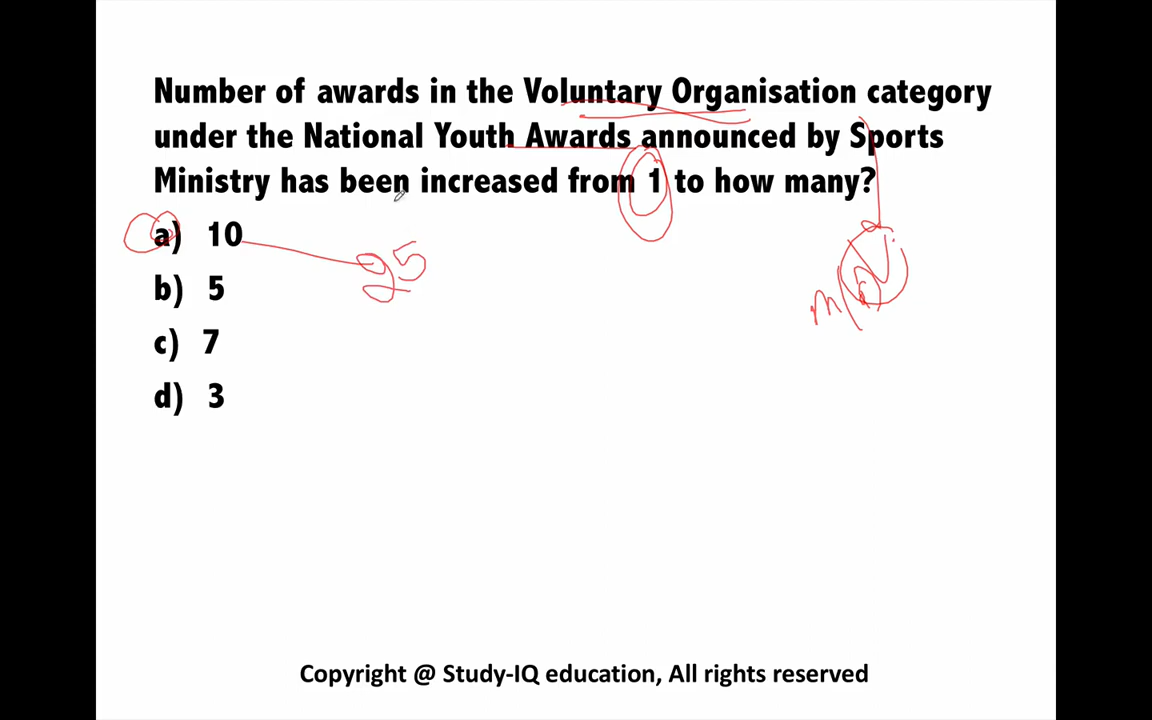 Number of awards in the Voluntary Organisation category
under the National Youth Awards announced by Sports
Ministry has been increased from 1 to how many?
a) 10
25
b) 5
c) 7
d) 3
Copyright @ Study-IQ education, All rights reserved